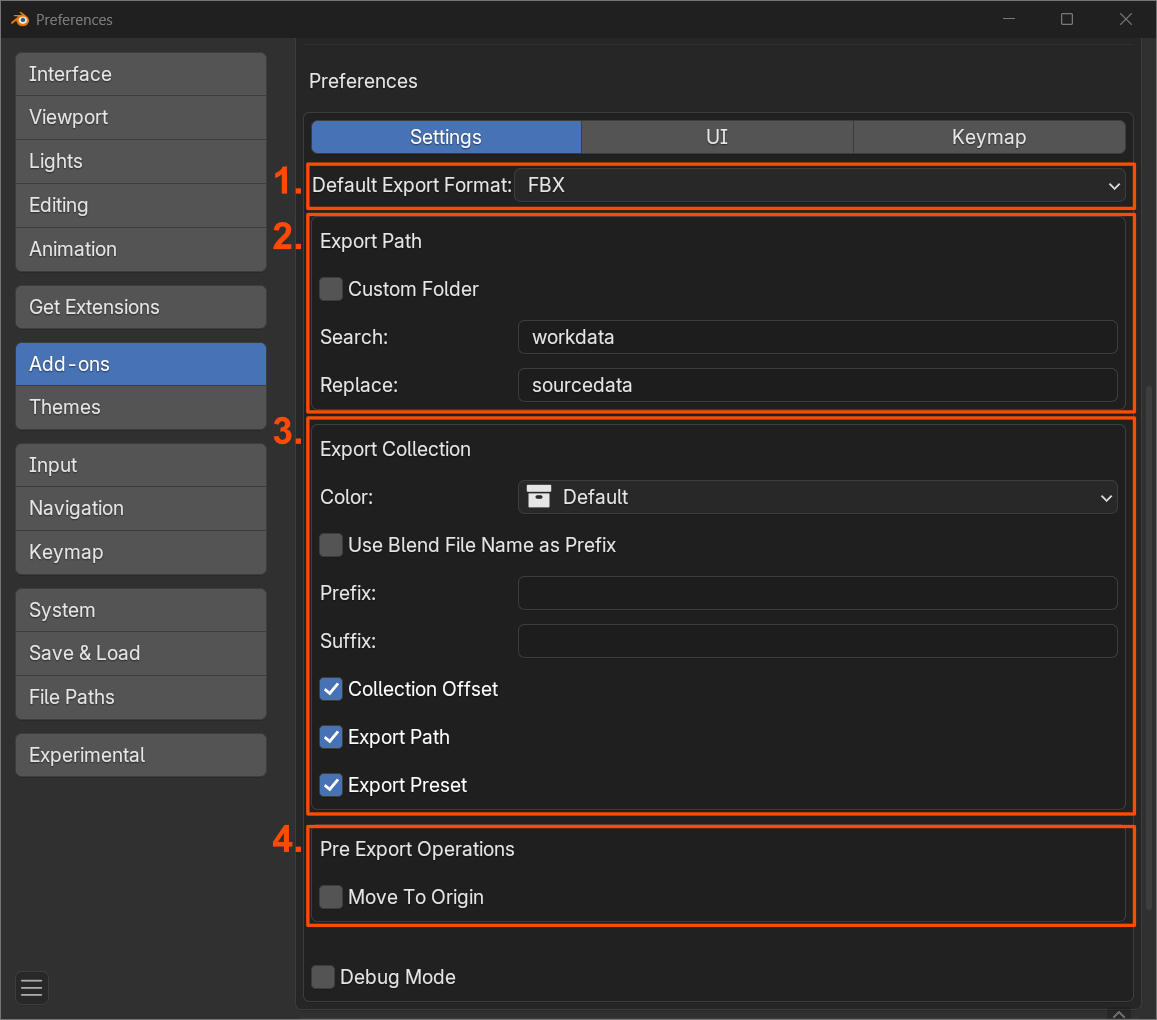 Preferences
Interface
Viewport
Lights
Editing
Animation
Get Extensions
Add-ons
Themes
Input
Navigation
Keymap
System
Save & Load
File Paths
Experimental
Preferences
Settings UI Keymap
1. Default Export Format: FBX
2. Export Path
Custom Folder
Search: workdata
Replace: sourcedata
3. Export Collection
Color: Default
Use Blend File Name as Prefix
Prefix:
Suffix:
Collection Offset
Export Path
Export Preset
4. Pre Export Operations
Move To Origin
Debug Mode